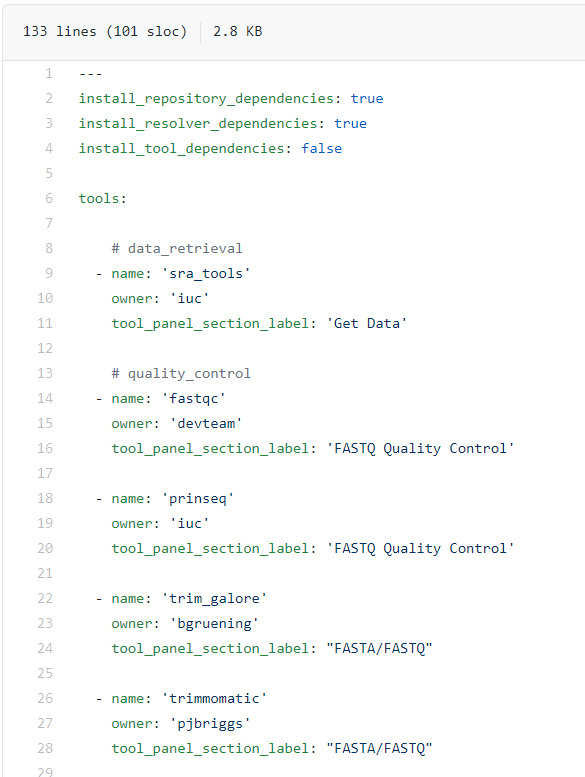 133 lines (101 sloc) 2.8 KB
1 ---
2 install_repository_dependencies: true
3 install_resolver_dependencies: true
4 install_tool_dependencies: false
5
6 tools:
7
8 # data_retrieval
9 - name: 'sra_tools'
10 owner: 'iuc'
11 tool_panel_section_label: 'Get Data'
12
13 # quality_control
14 - name: 'fastqc'
15 owner: 'devteam'
16 tool_panel_section_label: 'FASTQ Quality Control'
17
18 - name: 'prinseq'
19 owner: 'iuc'
20 tool_panel_section_label: 'FASTQ Quality Control'
21
22 - name: 'trim_galore'
23 owner: 'bgruening'
24 tool_panel_section_label: "FASTA/FASTQ"
25
26 - name: 'trimmomatic'
27 owner: 'pjbriggs'
28 tool_panel_section_label: "FASTA/FASTQ"
29